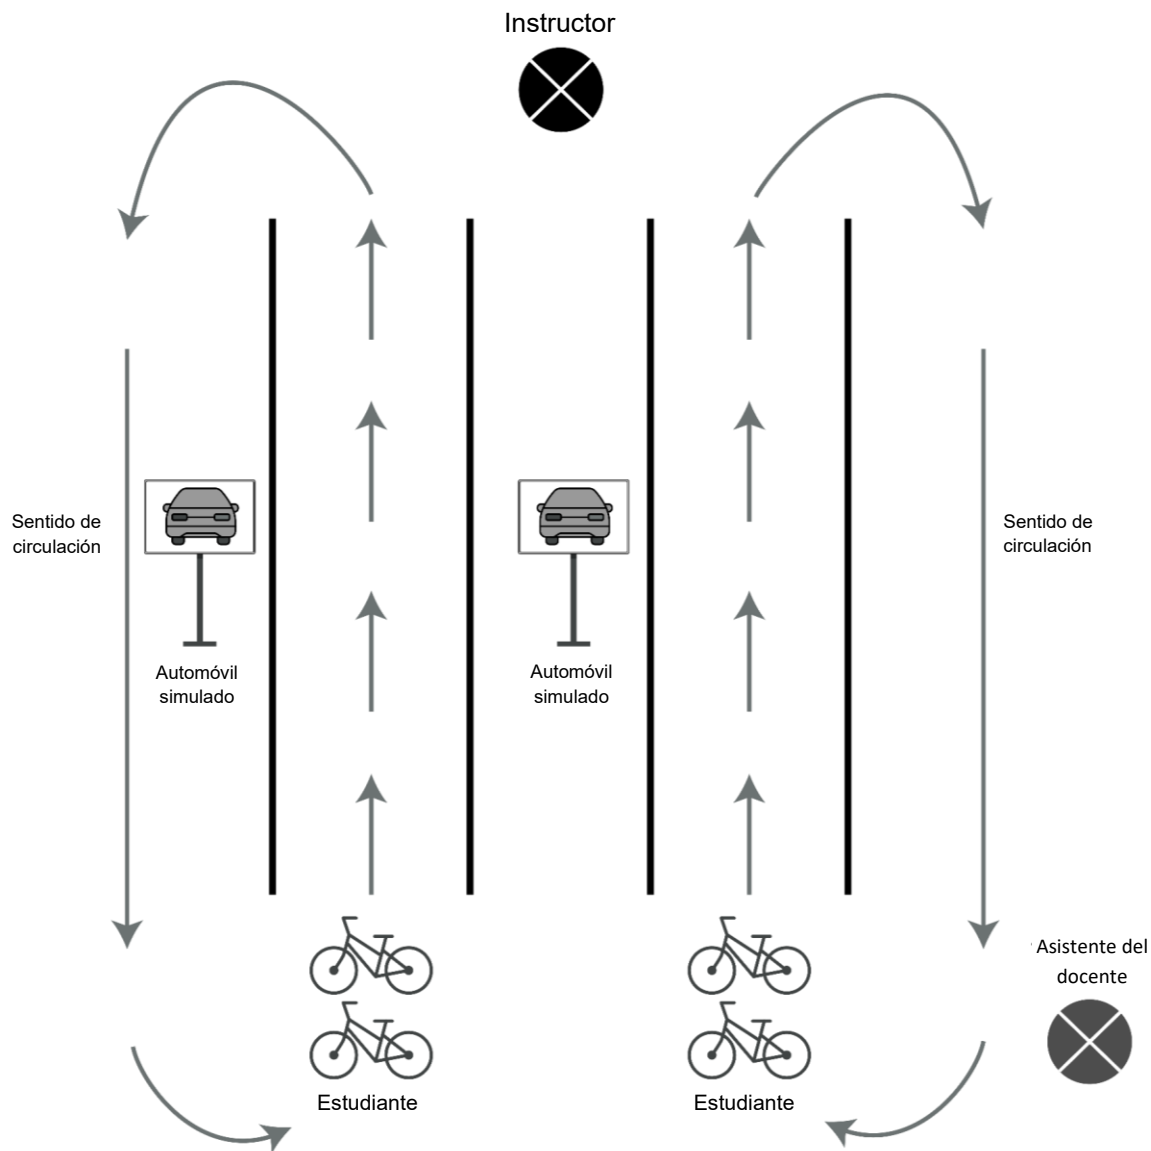 Instructor
Sentido de
circulación
Sentido de
circulación
Automóvil
simulado
Automóvil
simulado
Asistente del
docente
Estudiante
Estudiante